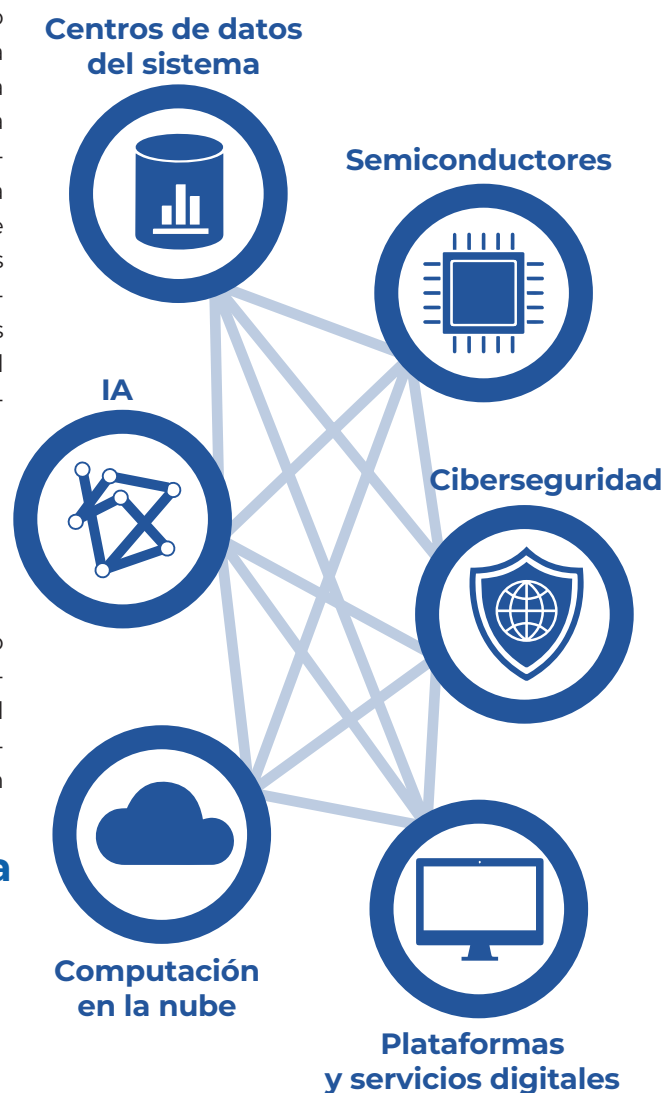 Centros de datos
del sistema
Semiconductores
IA
Ciberseguridad
Computación
en la nube
Plataformas
y servicios digitales